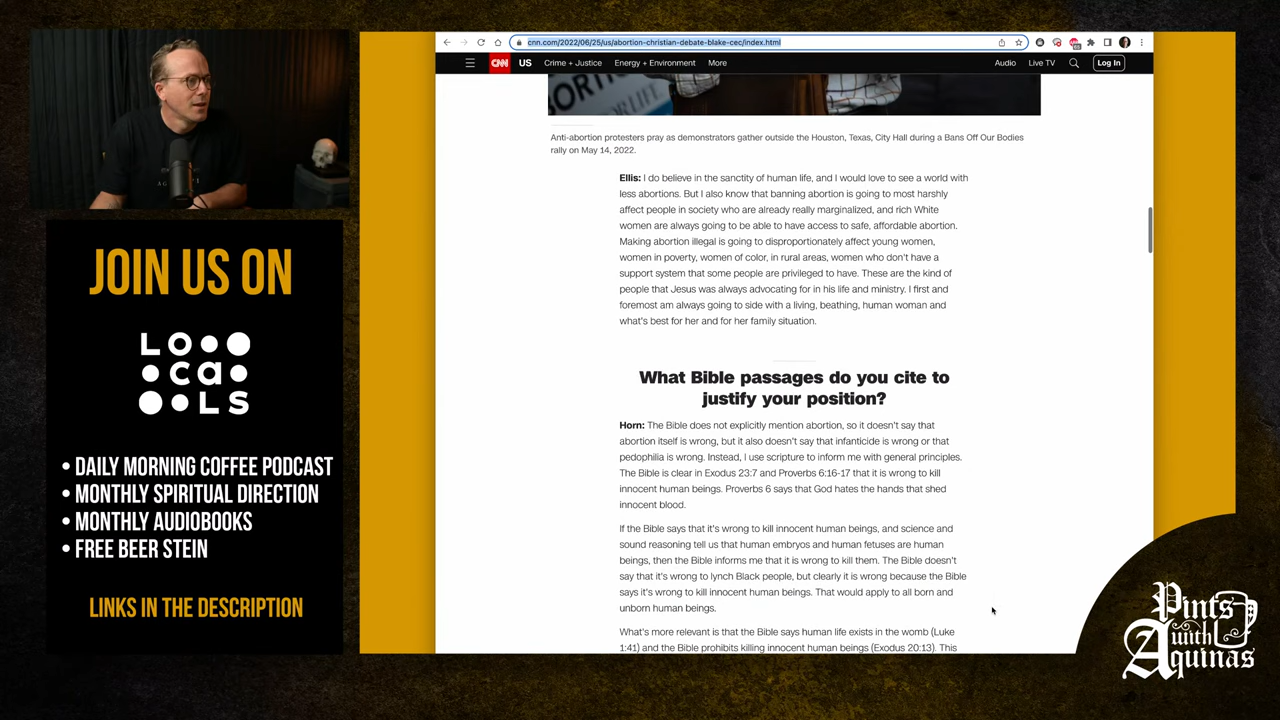 cnn.com/2022/06/25/us/abortion-christian-debate-blake-cec/index.html
CNN US Crime + Justice Energy + Environment More Audio Live TV Log In
Anti-abortion protesters pray as demonstrators gather outside the Houston, Texas, City Hall during a Bans Off Our Bodies
rally on May 14, 2022.
Ellis: I do believe in the sanctity of human life, and I would love to see a world with
less abortions. But I also know that banning abortion is going to most harshly
affect people in society who are already really marginalized, and rich White
women are always going to be able to have access to safe, affordable abortion.
Making abortion illegal is going to disproportionately affect young women,
women in poverty, women of color, in rural areas, women who don't have a
support system that some people are privileged to have. These are the kind of
people that Jesus was always advocating for in his life and ministry. I first and
foremost am always going to side with a living, beathing, human woman and
what's best for her and for her family situation.
What Bible passages do you cite to
justify your position?
Horn: The Bible does not explicitly mention abortion, so it doesn't say that
abortion itself is wrong, but it also doesn't say that infanticide is wrong or that
pedophilia is wrong. Instead, I use scripture to inform me with general principles.
The Bible is clear in Exodus 23:7 and Proverbs 6:16-17 that it is wrong to kill
innocent human beings. Proverbs 6 says that God hates the hands that shed
innocent blood.
If the Bible says that it's wrong to kill innocent human beings, and science and
sound reasoning tell us that human embryos and human fetuses are human
beings, then the Bible informs me that it is wrong to kill them. The Bible doesn't
say that it's wrong to lynch Black people, but clearly it is wrong because the Bible
says it's wrong to kill innocent human beings. That would apply to all born and
unborn human beings.
What's more relevant is that the Bible says human life exists in the womb (Luke
1:41) and the Bible prohibits killing innocent human beings (Exodus 20:13). This
JOIN US ON
LOcaLS
• DAILY MORNING COFFEE PODCAST
• MONTHLY SPIRITUAL DIRECTION
• MONTHLY AUDIOBOOKS
• FREE BEER STEIN
LINKS IN THE DESCRIPTION
Pints
with
Aquinas